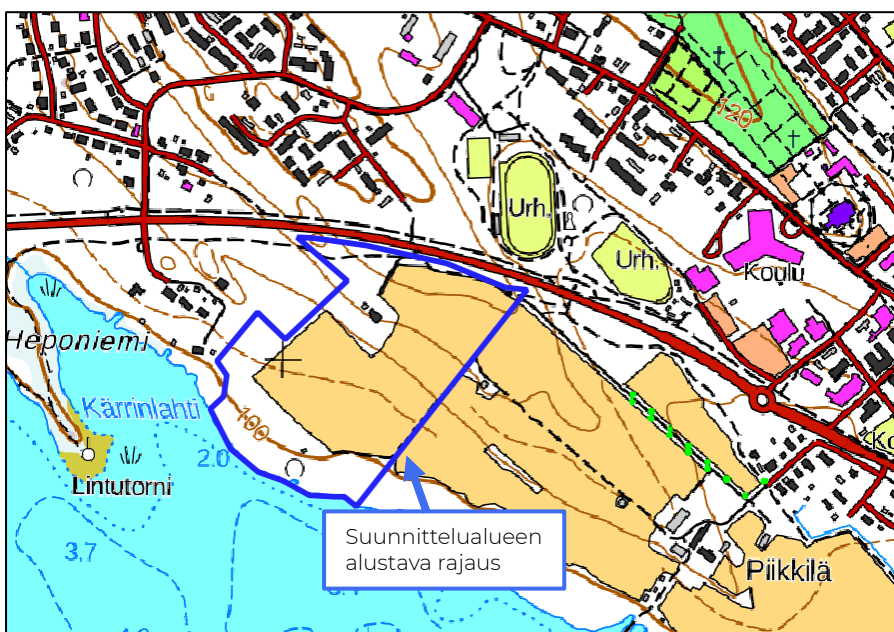 120
Urh.
Urh.
Koulu
Heponiemi
Kärrinlahti
100
2.0
Lintutorni
3.7
Suunnittelualueen
alustava rajaus
Piikkilä